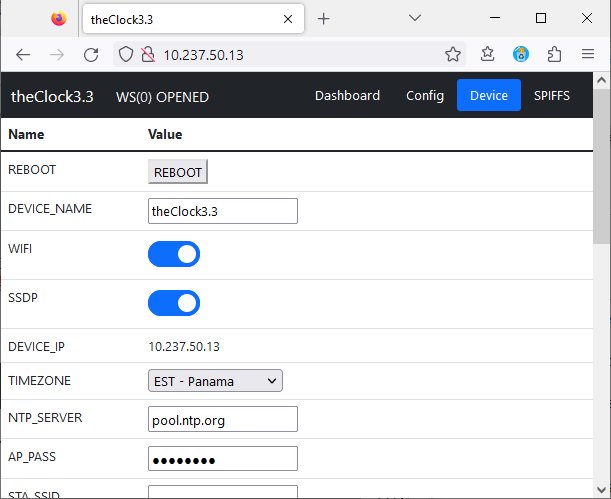 theClock3.3
10.237.50.13
theClock3.3 WS(0) OPENED Dashboard Config Device SPIFFS
Name Value
REBOOT REBOOT
DEVICE_NAME theClock3.3
WIFI
SSDP
DEVICE_IP 10.237.50.13
TIMEZONE EST - Panama
NTP_SERVER pool.ntp.org
AP_PASS ●●●●●●●●
STA_SSID